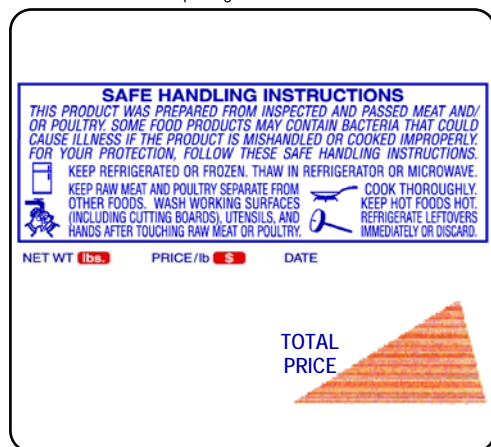 SAFE HANDLING INSTRUCTIONS
THIS PRODUCT WAS PREPARED FROM INSPECTED AND PASSED MEAT AND/
OR POULTRY. SOME FOOD PRODUCTS MAY CONTAIN BACTERIA THAT COULD
CAUSE ILLNESS IF THE PRODUCT IS MISHANDLED OR COOKED IMPROPERLY.
FOR YOUR PROTECTION, FOLLOW THESE SAFE HANDLING INSTRUCTIONS.
KEEP REFRIGERATED OR FROZEN. THAW IN REFRIGERATOR OR MICROWAVE.
KEEP RAW MEAT AND POULTRY SEPARATE FROM
OTHER FOODS. WASH WORKING SURFACES
(INCLUDING CUTTING BOARDS), UTENSILS, AND
HANDS AFTER TOUCHING RAW MEAT OR POULTRY.
COOK THOROUGHLY.
KEEP HOT FOODS HOT.
REFRIGERATE LEFTOVERS
IMMEDIATELY OR DISCARD.
NET WT lbs. PRICE/lb $ DATE
TOTAL
PRICE